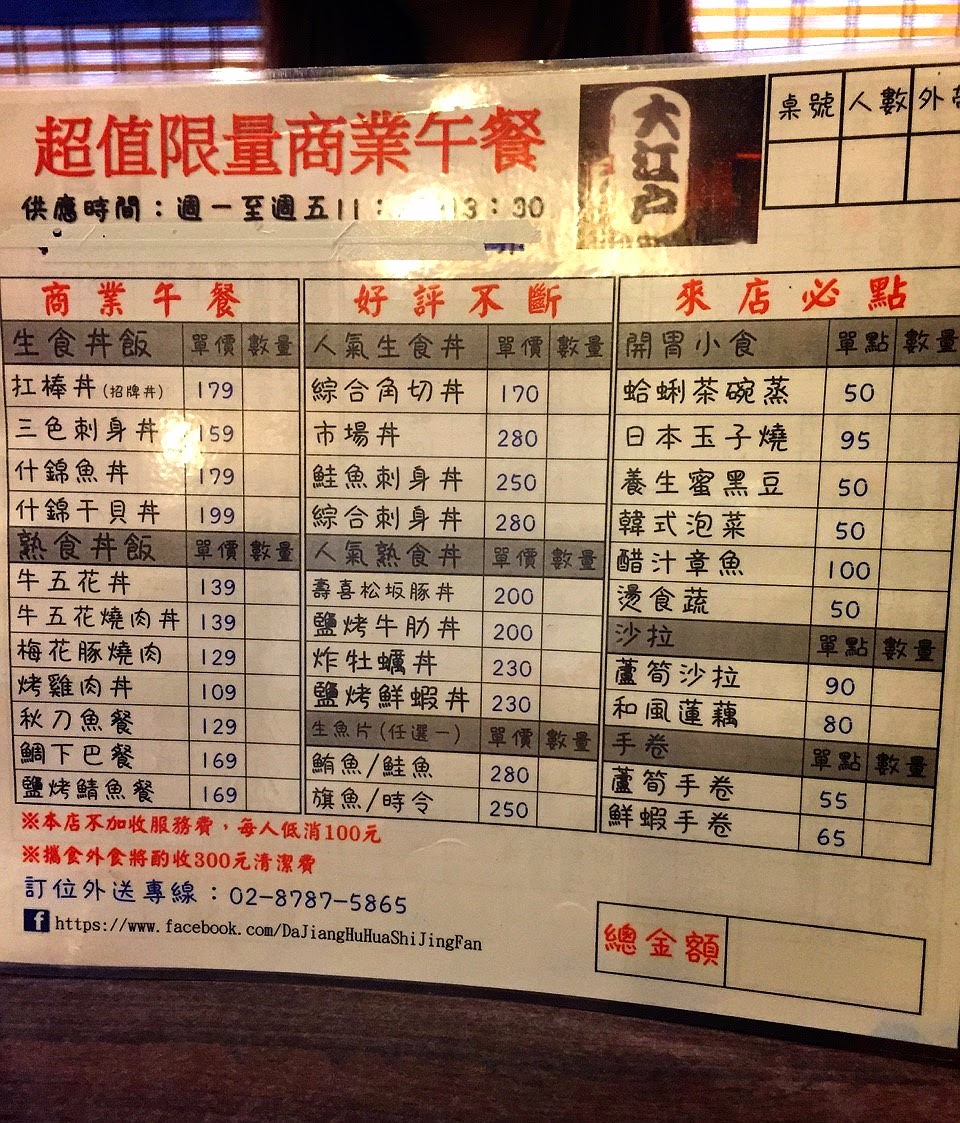 超值限量商業午餐
大江戶
桌號 人數 外
供應時間：週一至週五11： 13：30
商業午餐
生食丼飯 單價 數量
扛棒丼(招牌丼) 179
三色刺身丼 159
什錦魚丼 179
什錦干貝丼 199
熟食丼飯 單價 數量
牛五花丼 139
牛五花燒肉丼 139
梅花豚燒肉 129
烤雞肉丼 109
秋刀魚餐 129
鯛下巴餐 169
鹽烤鯖魚餐 169
好評不斷
人氣生食丼 單價 數量
綜合角切丼 170
市場丼 280
鮭魚刺身丼 250
綜合刺身丼 280
人氣熟食丼 單價 數量
壽喜松坂豚丼 200
鹽烤牛肋丼 200
炸牡蠣丼 230
鹽烤鮮蝦丼 230
生魚片(任選一) 單價 數量
鮪魚/鮭魚 280
旗魚/時令 250
來店必點
開胃小食 單點 數量
蛤蜊茶碗蒸 50
日本玉子燒 95
養生蜜黑豆 50
韓式泡菜 50
醋汁章魚 100
燙食蔬 50
沙拉 單點 數量
蘆筍沙拉 90
和風蓮藕 80
手卷 單點 數量
蘆筍手卷 55
鮮蝦手卷 65
※本店不加收服務費，每人低消100元
※攜食外食將酌收300元清潔費
訂位外送專線：02-8787-5865
https://www.facebook.com/DaJiangHuHuaShiJingFan
總金額